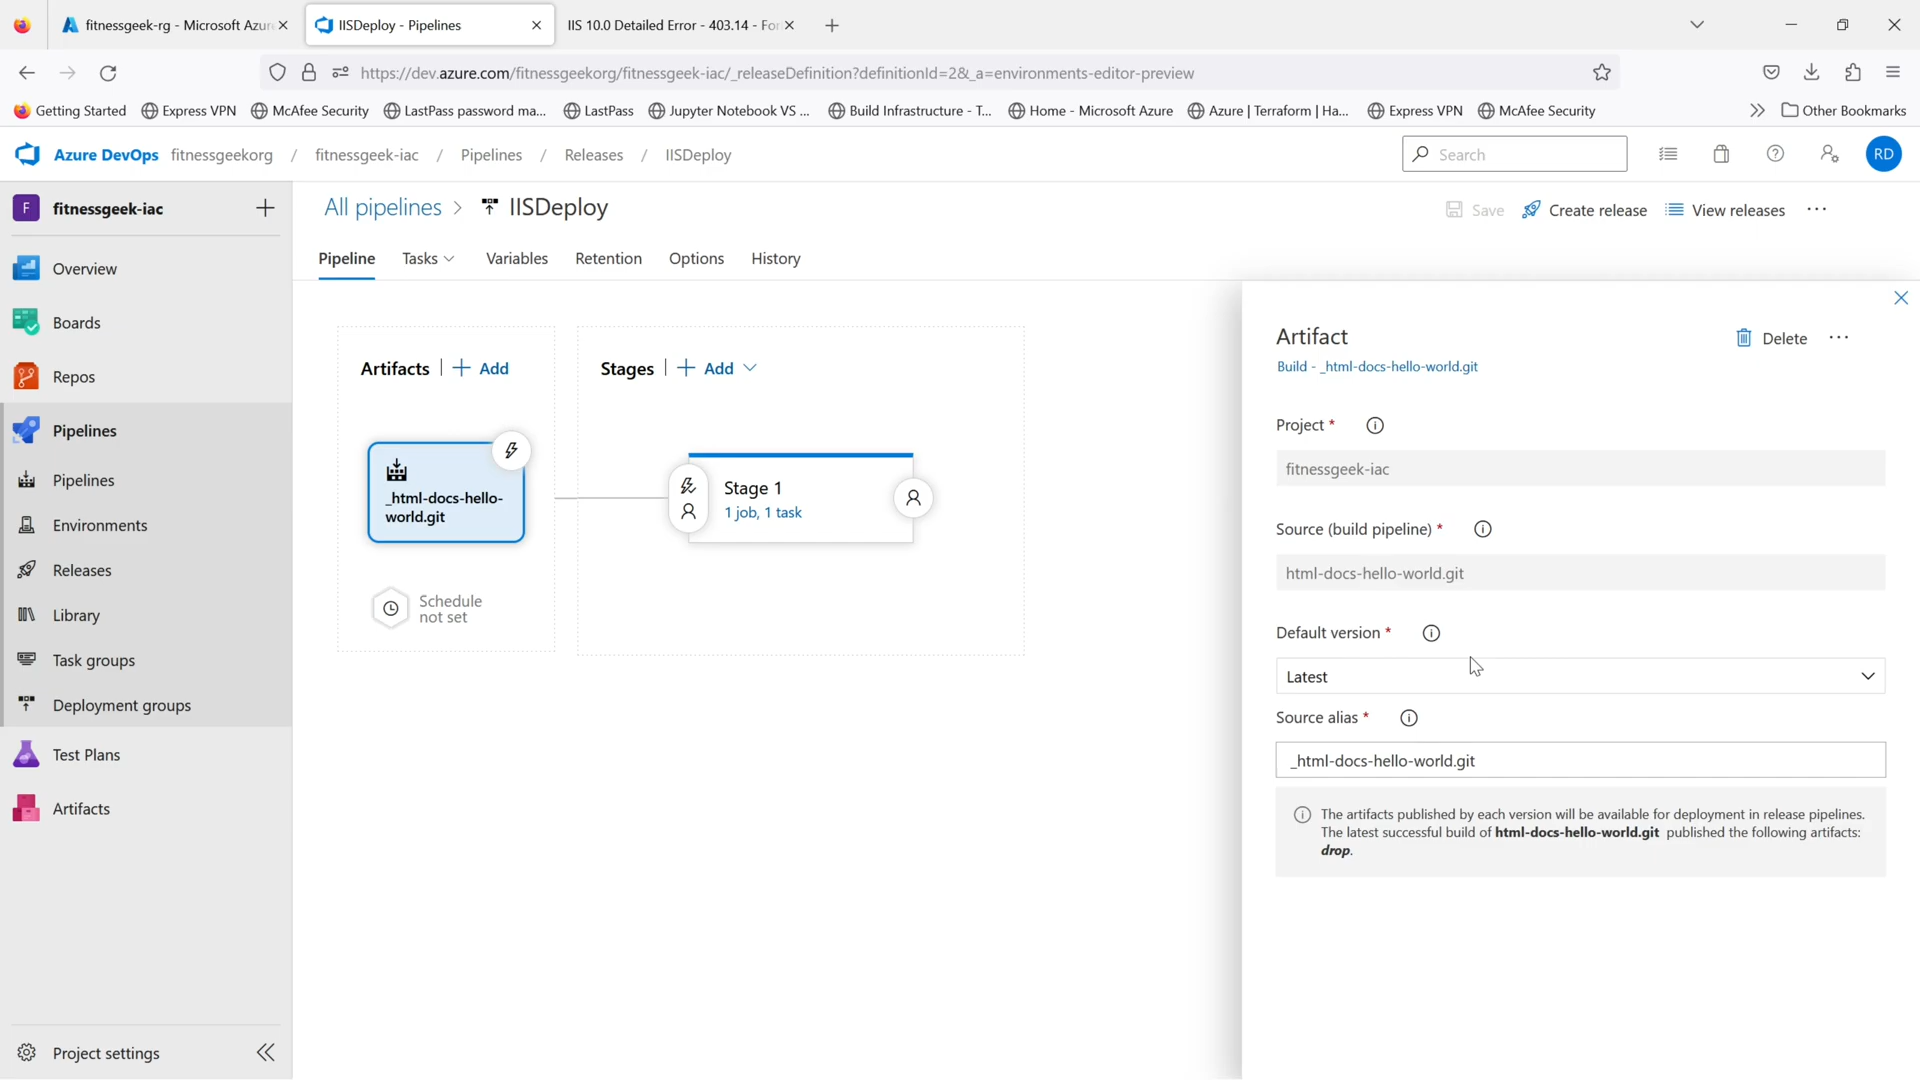 fitnessgeek-rg - Microsoft Azure
IISDeploy - Pipelines
IIS 10.0 Detailed Error - 403.14 - For
https://dev.azure.com/fitnessgeekorg/fitnessgeek-iac/_releaseDefinition?definitionId=2&_a=environments-editor-preview
Getting Started
Express VPN
McAfee Security
LastPass password ma...
LastPass
Jupyter Notebook VS ...
Build Infrastructure - T...
Home - Microsoft Azure
Azure | Terraform | Ha...
Express VPN
McAfee Security
Other Bookmarks
Azure DevOps fitnessgeekorg / fitnessgeek-iac / Pipelines / Releases / IISDeploy
Search
RD
F fitnessgeek-iac
Overview
Boards
Repos
Pipelines
Pipelines
Environments
Releases
Library
Task groups
Deployment groups
Test Plans
Artifacts
Project settings
All pipelines > IISDeploy
Save
Create release
View releases
Pipeline
Tasks
Variables
Retention
Options
History
Artifacts | + Add
_html-docs-hello-
world.git
Schedule
not set
Stages | + Add
Stage 1
1 job, 1 task
Artifact
Delete
Build - _html-docs-hello-world.git
Project *
fitnessgeek-iac
Source (build pipeline) *
html-docs-hello-world.git
Default version *
Latest
Source alias *
_html-docs-hello-world.git
The artifacts published by each version will be available for deployment in release pipelines.
The latest successful build of html-docs-hello-world.git published the following artifacts:
drop.